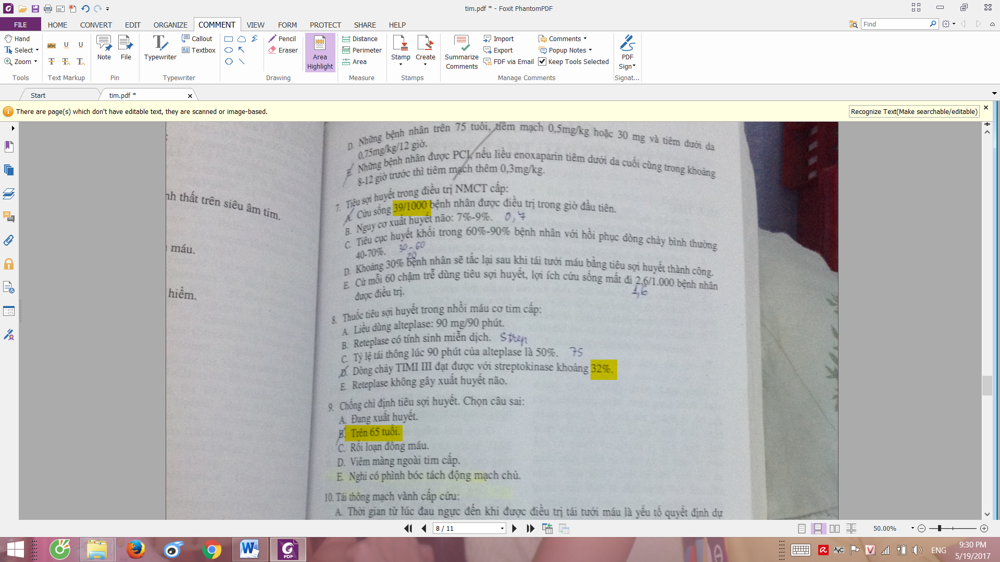 tim.pdf * - Foxit PhantomPDF
FILE HOME CONVERT EDIT ORGANIZE COMMENT VIEW FORM PROTECT SHARE HELP
Find
Hand
Select
Zoom
Tools
abc U U
T T T
Text Markup
Note File
Pin
Typewriter
Callout
Textbox
Typewriter
Pencil
Eraser
Area Highlight
Drawing
Distance
Perimeter
Area
Measure
Stamp Create
Stamps
Summarize Comments
Import
Export
FDF via Email
Comments
Popup Notes
Keep Tools Selected
Manage Comments
PDF Sign
Signat...
Start tim.pdf *
There are page(s) which don't have editable text, they are scanned or image-based.
Recognize Text(Make searchable/editable)
nh thất trên siêu âm tim.
máu.
hiểm.
D. Những bệnh nhân trên 75 tuổi, tiêm mạch 0,5mg/kg hoặc 30 mg và tiêm dưới da
0,75mg/kg/12 giờ.
E. Những bệnh nhân được PCI, nếu liều enoxaparin tiêm dưới da cuối cùng trong khoảng
8-12 giờ trước thì tiêm mạch thêm 0,3mg/kg.
7. Tiêu sợi huyết trong điều trị NMCT cấp:
A. Cứu sống 39/1000 bệnh nhân được điều trị trong giờ đầu tiên.
B. Nguy cơ xuất huyết não: 7%-9%. 0,7
C. Tiêu cục huyết khối trong 60%-90% bệnh nhân với hồi phục dòng chảy bình thường
40-70%. 30-60
20
D. Khoảng 30% bệnh nhân sẽ tắc lại sau khi tái tưới máu bằng tiêu sợi huyết thành công.
E. Cứ mỗi 60 chậm trễ dùng tiêu sợi huyết, lợi ích cứu sống mất đi 2,6/1.000 bệnh nhân
được điều trị. 1,6
8. Thuốc tiêu sợi huyết trong nhồi máu cơ tim cấp:
A. Liều dùng alteplase: 90 mg/90 phút.
B. Reteplase có tính sinh miễn dịch. Strep
C. Tỷ lệ tái thông lúc 90 phút của alteplase là 50%. 75
D. Dòng chảy TIMI III đạt được với streptokinase khoảng 32%.
E. Reteplase không gây xuất huyết não.
9. Chống chỉ định tiêu sợi huyết. Chọn câu sai:
A. Đang xuất huyết.
B. Trên 65 tuổi.
C. Rối loạn đông máu.
D. Viêm màng ngoài tim cấp.
E. Nghi có phình bóc tách động mạch chủ.
10. Tái thông mạch vành cấp cứu:
A. Thời gian từ lúc đau ngực đến khi được điều trị tái tưới máu là yếu tố quyết định dự
8 / 11
50.00%
ENG
9:30 PM
5/19/2017